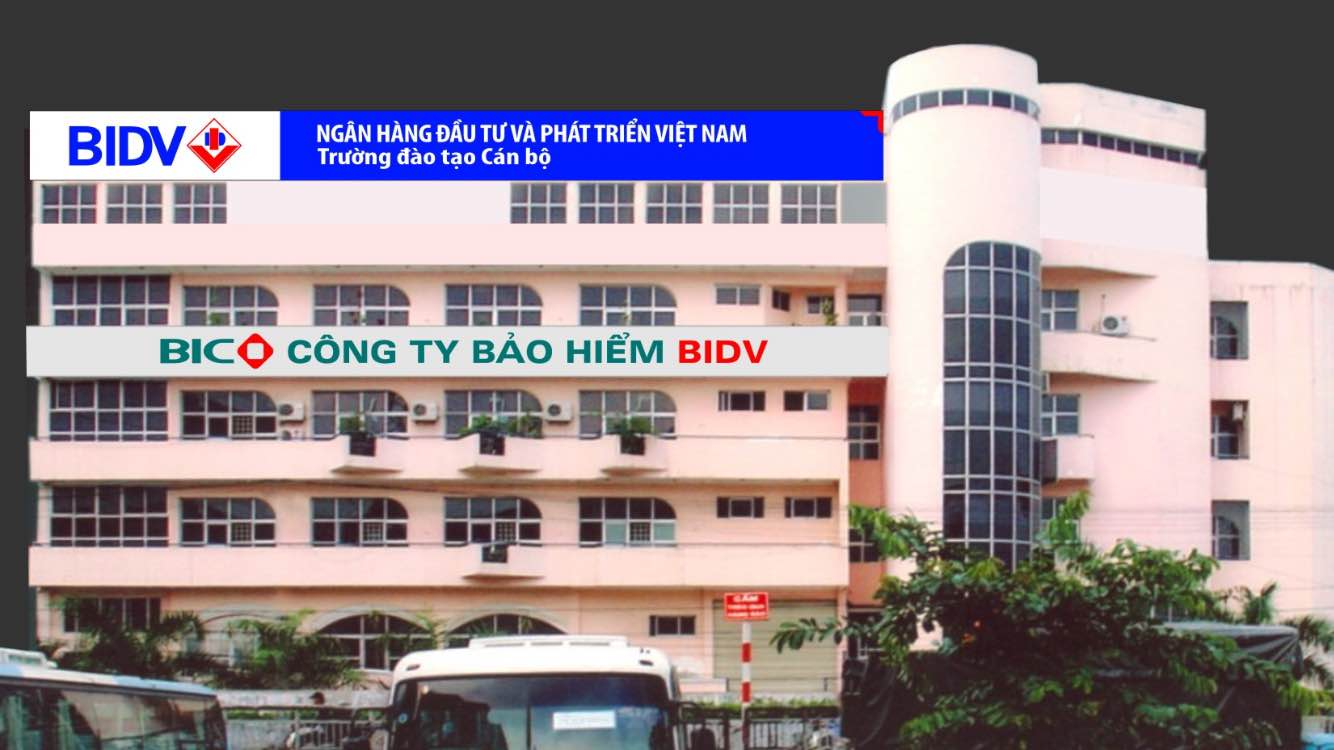 BIDV
NGÂN HÀNG ĐẦU TƯ VÀ PHÁT TRIỂN VIỆT NAM
Trường đào tạo Cán bộ
BIC CÔNG TY BẢO HIỂM BIDV
CẤM